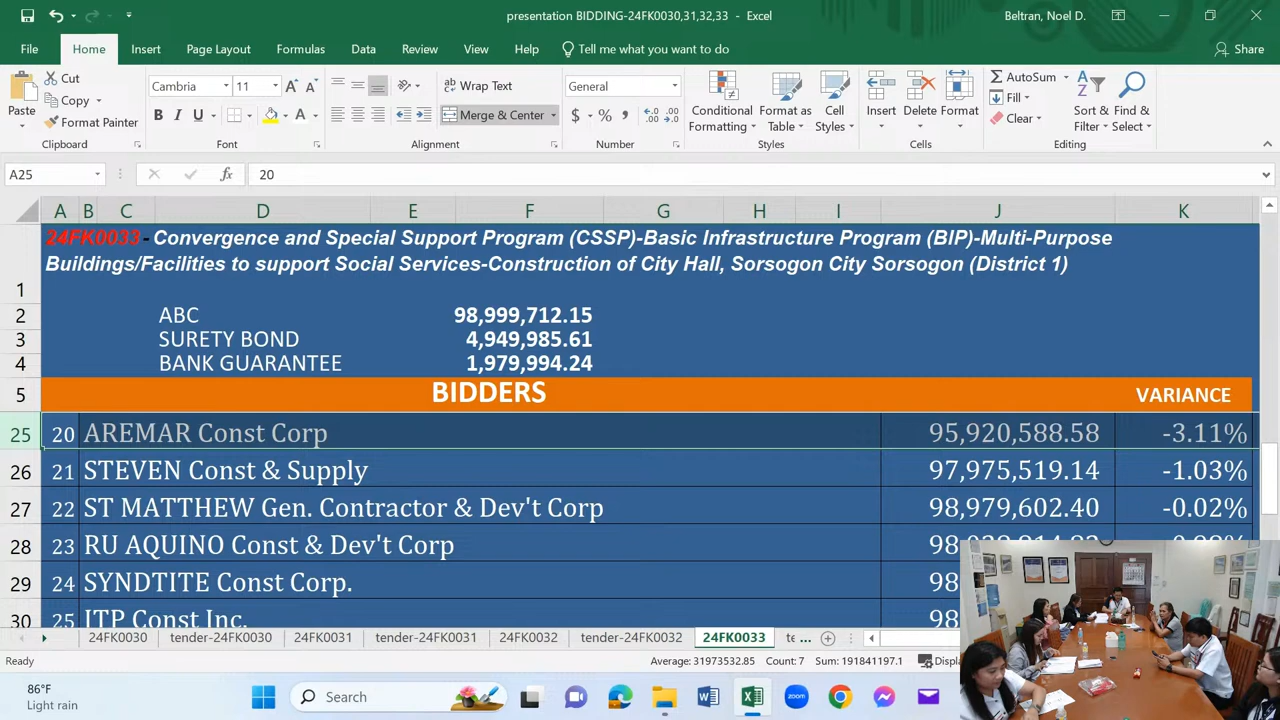 presentation BIDDING-24FK0030,31,32,33 - Excel
Beltran, Noel D.
File Home Insert Page Layout Formulas Data Review View Help Tell me what you want to do Share
Paste
Cut
Copy
Format Painter
Clipboard
Cambria 11
B I U
Font
Wrap Text
Merge & Center
Alignment
General
$ % ,
Number
Conditional Formatting
Format as Table
Cell Styles
Styles
Insert Delete Format
Cells
AutoSum
Fill
Clear
Sort & Filter
Find & Select
Editing
A25 fx 20
A B C D E F G H I J K
24FK0033- Convergence and Special Support Program (CSSP)-Basic Infrastructure Program (BIP)-Multi-Purpose
1 Buildings/Facilities to support Social Services-Construction of City Hall, Sorsogon City Sorsogon (District 1)
2 ABC 98,999,712.15
3 SURETY BOND 4,949,985.61
4 BANK GUARANTEE 1,979,994.24
5 BIDDERS VARIANCE
25 20 AREMAR Const Corp 95,920,588.58 -3.11%
26 21 STEVEN Const & Supply 97,975,519.14 -1.03%
27 22 ST MATTHEW Gen. Contractor & Dev't Corp 98,979,602.40 -0.02%
28 23 RU AQUINO Const & Dev't Corp
29 24 SYNDTITE Const Corp.
30 25 ITP Const Inc.
24FK0030 tender-24FK0030 24FK0031 tender-24FK0031 24FK0032 tender-24FK0032 24FK0033 te ...
Ready Average: 31973532.85 Count: 7 Sum: 191841197.1
86°F
Light rain
Search